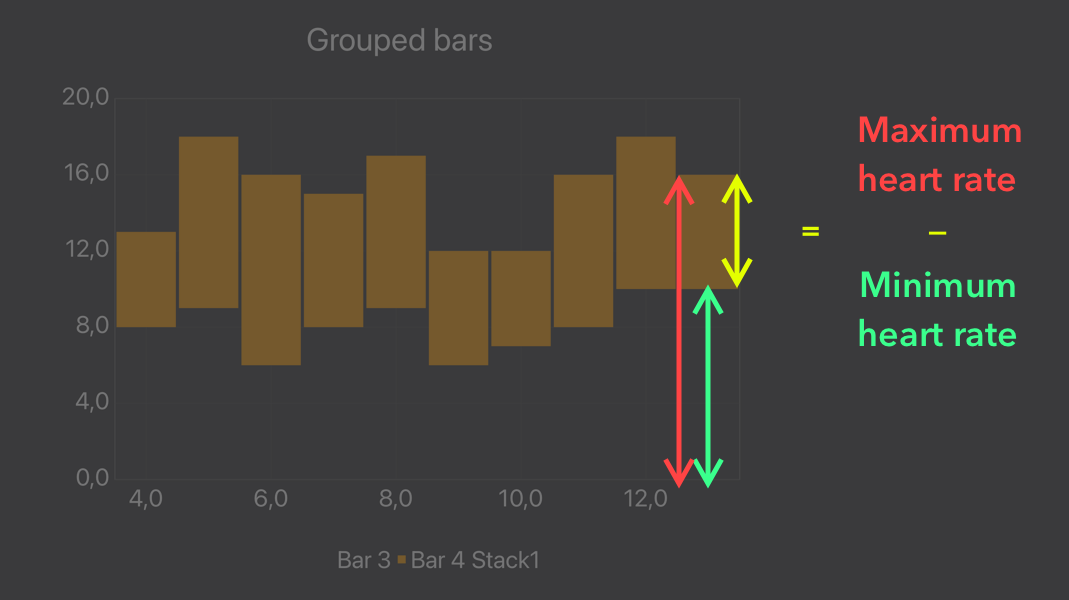 Grouped bars
20,0
16,0
12,0
8,0
4,0
0,0
4,0 6,0 8,0 10,0 12,0
Bar 3 Bar 4 Stack1
Maximum
heart rate
= –
Minimum
heart rate